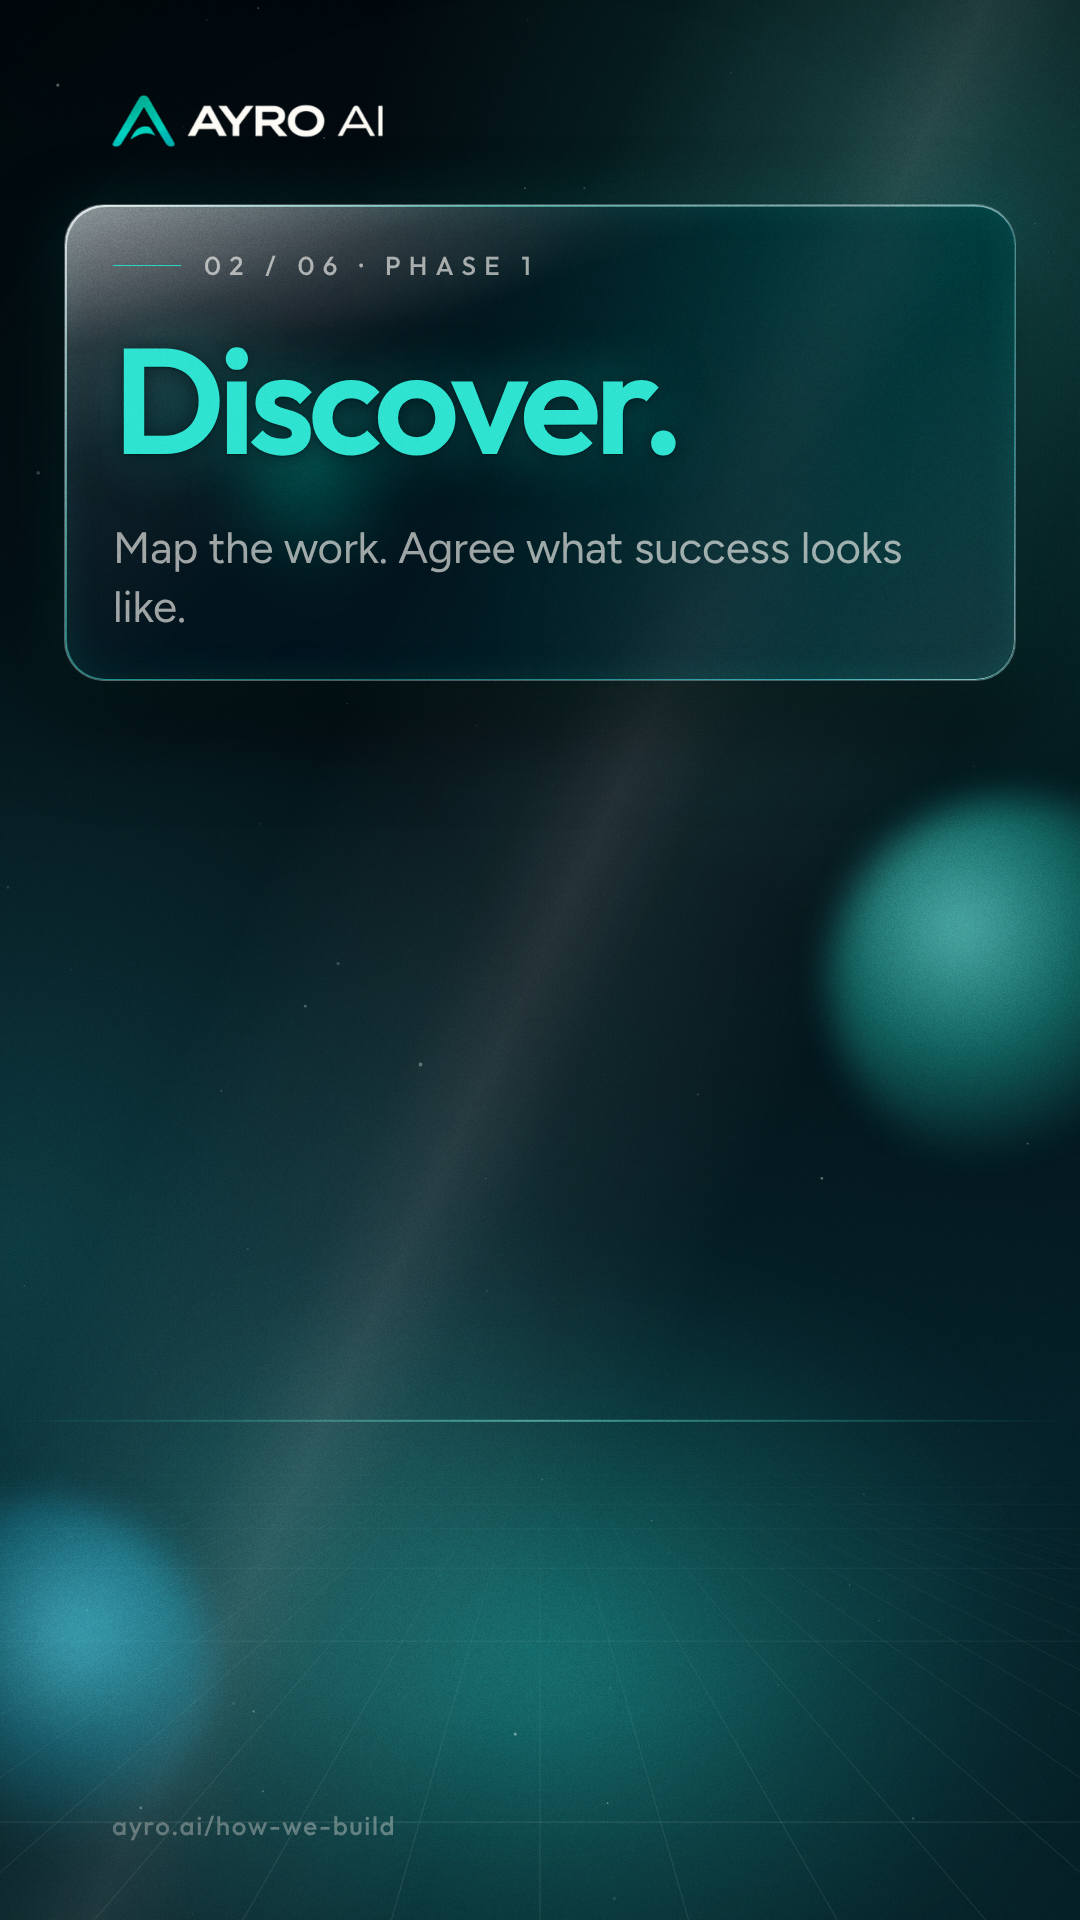 AYRO AI
02 / 06 · PHASE 1
Discover.
Map the work. Agree what success looks
like.
ayro.ai/how-we-build